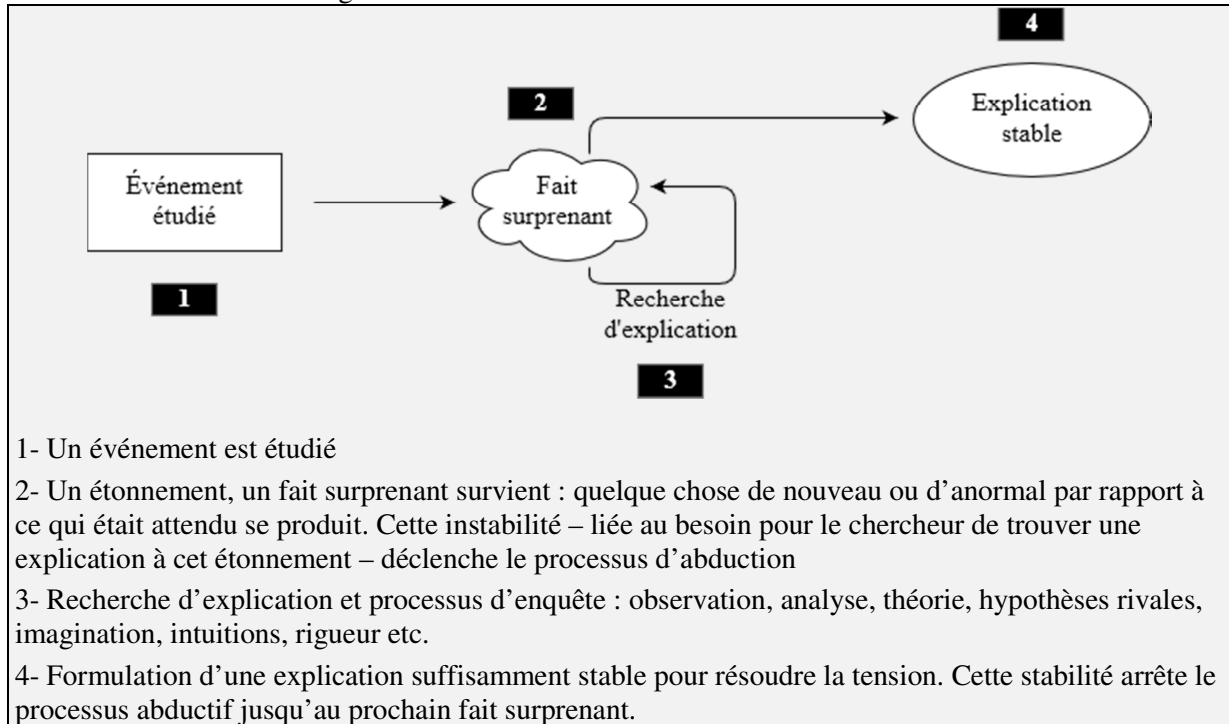 4
Explication
stable
2
Événement
étudié
Fait
surprenant
1
Recherche
d'explication
3
1- Un événement est étudié
2- Un étonnement, un fait surprenant survient : quelque chose de nouveau ou d’anormal par rapport à
ce qui était attendu se produit. Cette instabilité – liée au besoin pour le chercheur de trouver une
explication à cet étonnement – déclenche le processus d’abduction
3- Recherche d’explication et processus d’enquête : observation, analyse, théorie, hypothèses rivales,
imagination, intuitions, rigueur etc.
4- Formulation d’une explication suffisamment stable pour résoudre la tension. Cette stabilité arrête le
processus abductif jusqu’au prochain fait surprenant.